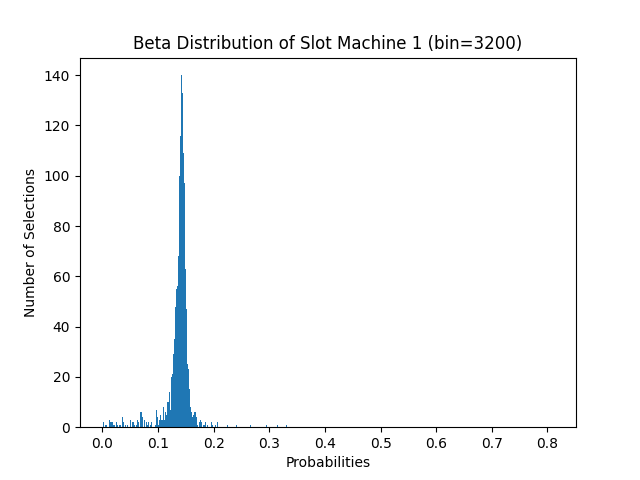 Beta Distribution of Slot Machine 1 (bin=3200)
140
120
100
80
60
40
20
0
Number of Selections
0.0 0.1 0.2 0.3 0.4 0.5 0.6 0.7 0.8
Probabilities